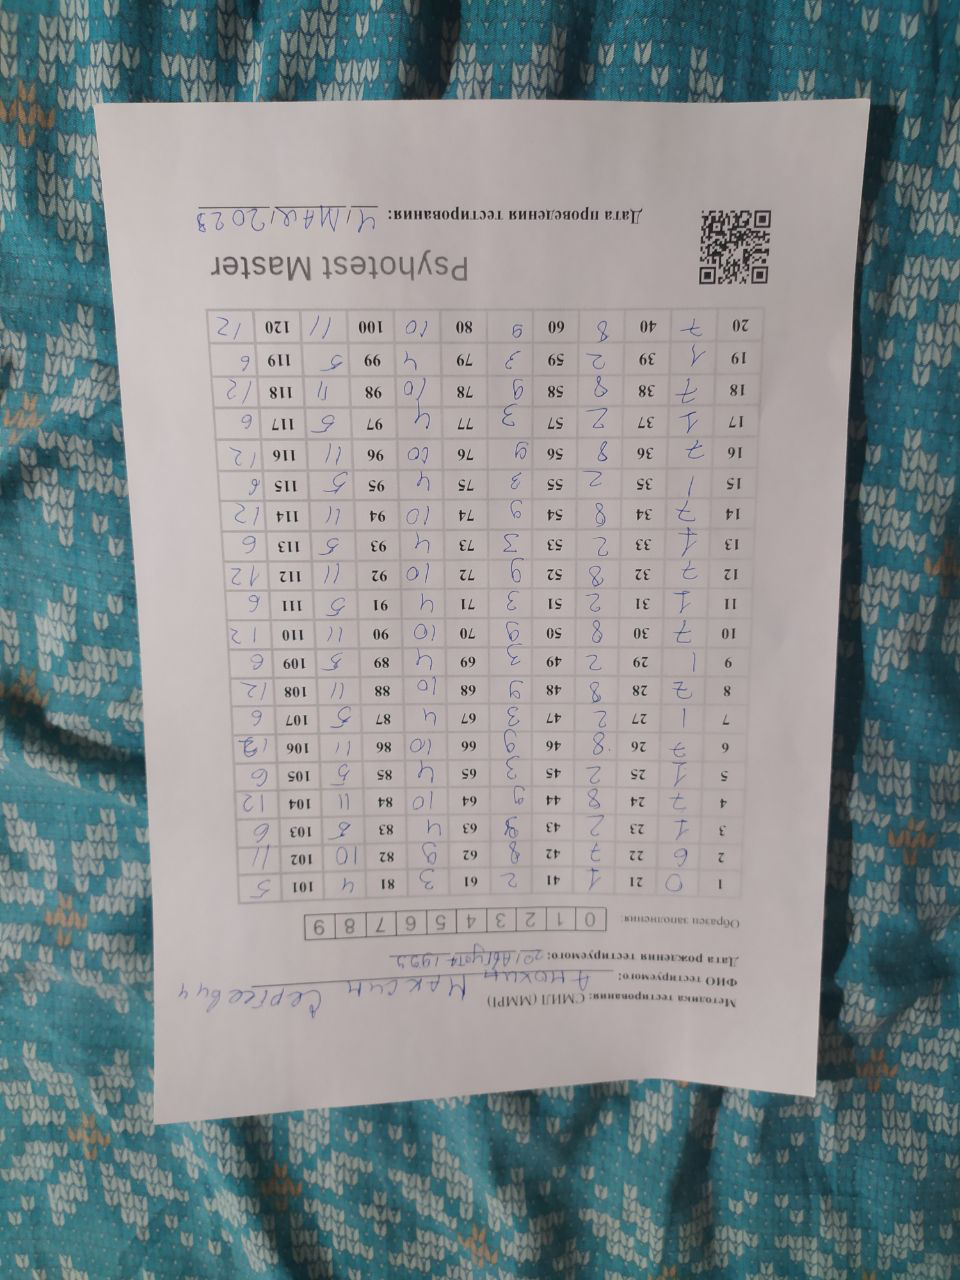 Методика тестирования: СМИЛ (MMPI)
ФИО тестируемого: Анохин Максим Сергеевич
Дата рождения тестируемого: 20/Августа/
Образец заполнения: 0 1 2 3 4 5 6 7 8 9
1 0 21 1 41 2 61 3 81 4 101 5
2 6 22 7 42 8 62 9 82 10 102 11
3 1 23 2 43 3 63 4 83 5 103 6
4 7 24 8 44 9 64 10 84 11 104 12
5 1 25 2 45 3 65 4 85 5 105 6
6 7 26 8 46 9 66 10 86 11 106 12
7 1 27 2 47 3 67 4 87 5 107 6
8 7 28 8 48 9 68 10 88 11 108 12
9 1 29 2 49 3 69 4 89 5 109 6
10 7 30 8 50 9 70 10 90 11 110 12
11 1 31 2 51 3 71 4 91 5 111 6
12 7 32 8 52 9 72 10 92 11 112 12
13 1 33 2 53 3 73 4 93 5 113 6
14 7 34 8 54 9 74 10 94 11 114 12
15 1 35 2 55 3 75 4 95 5 115 6
16 7 36 8 56 9 76 10 96 11 116 12
17 1 37 2 57 3 77 4 97 5 117 6
18 7 38 8 58 9 78 10 98 11 118 12
19 1 39 2 59 3 79 4 99 5 119 6
20 7 40 8 60 9 80 10 100 11 120 12
Psyhotest Master
Дата проведения тестирования: 4/Май/2023